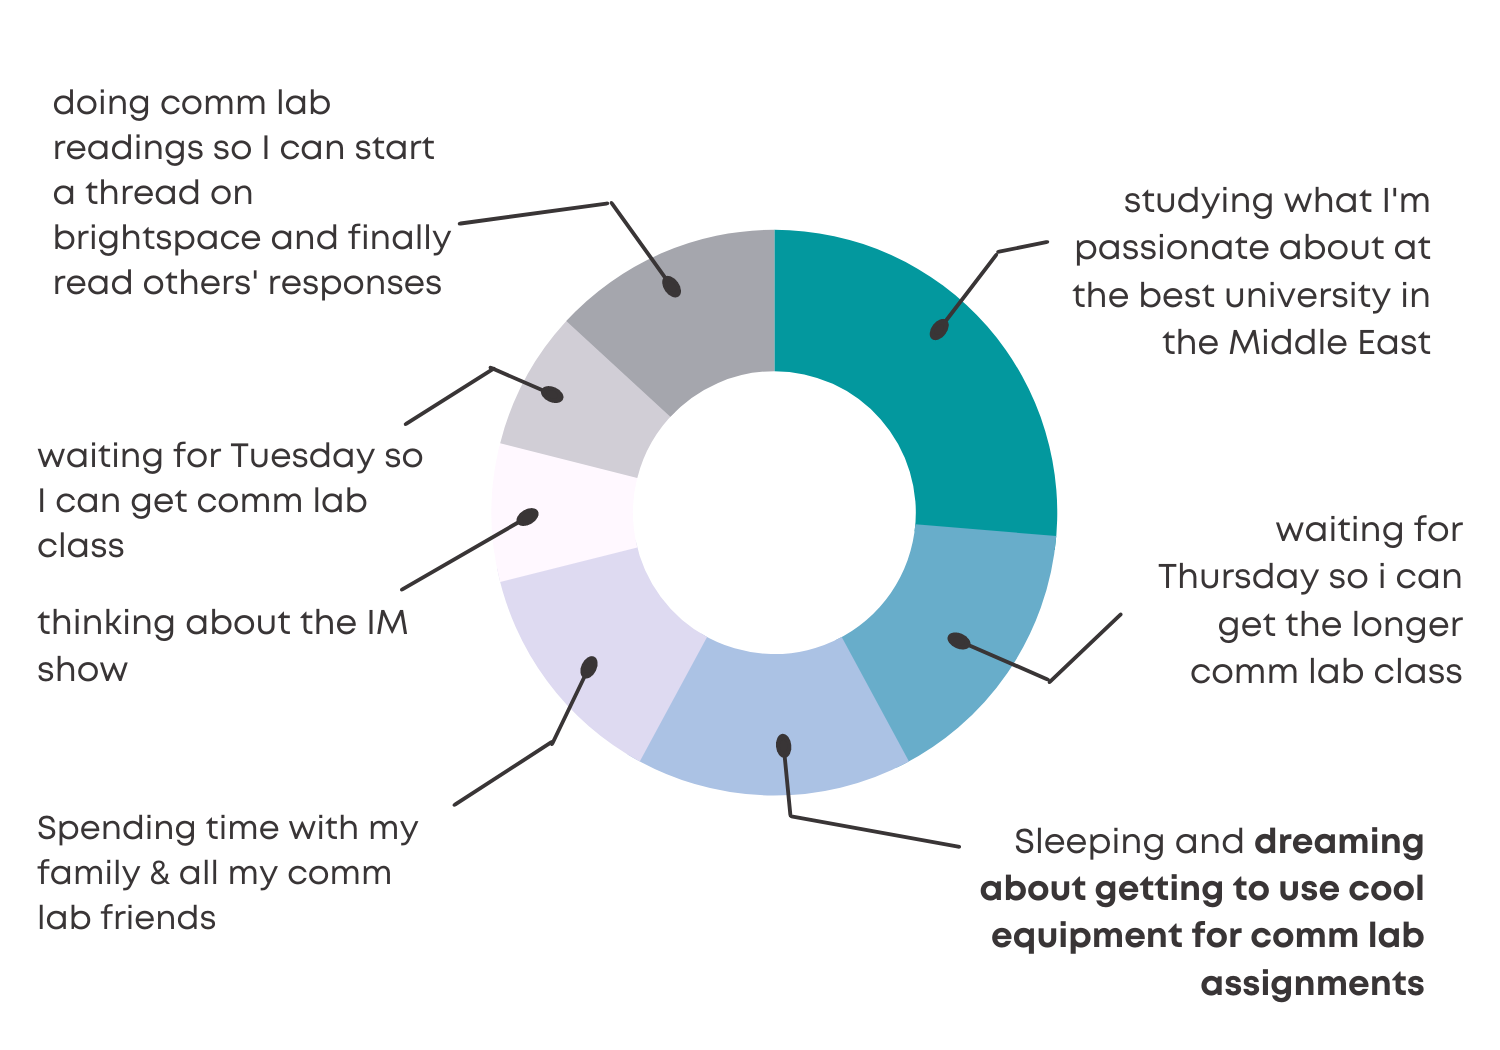 doing comm lab
readings so I can start
a thread on
brightspace and finally
read others' responses
studying what I'm
passionate about at
the best university in
the Middle East
waiting for Tuesday so
I can get comm lab
class
waiting for
Thursday so i can
get the longer
comm lab class
thinking about the IM
show
Spending time with my
family & all my comm
lab friends
Sleeping and dreaming
about getting to use cool
equipment for comm lab
assignments